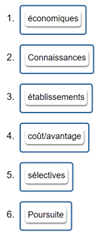 1. économiques
2. Connaissances
3. établissements
4. coût/avantage
5. sélectives
6. Poursuite